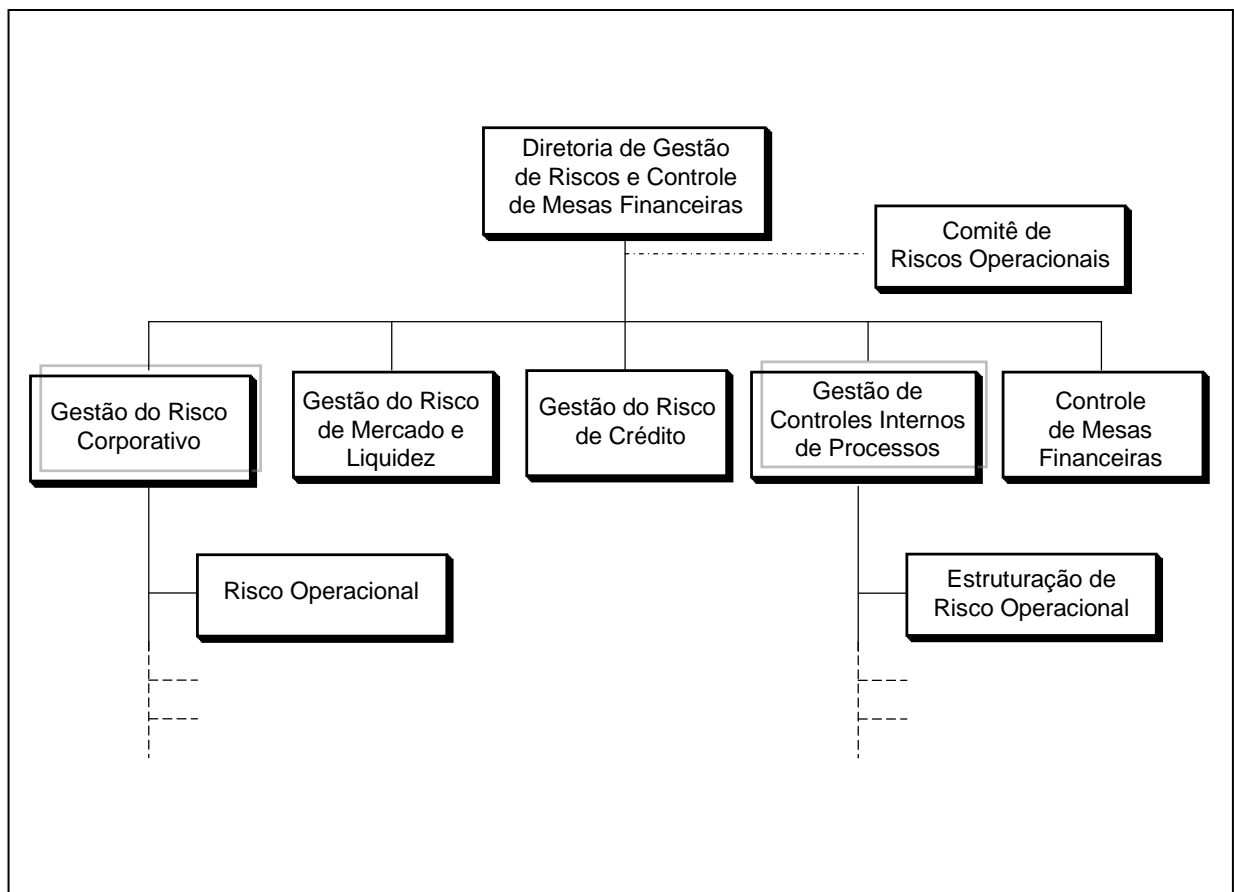 Diretoria de Gestão
de Riscos e Controle
de Mesas Financeiras
Comitê de
Riscos Operacionais
Gestão do Risco
Corporativo
Gestão do Risco
de Mercado e
Liquidez
Gestão do Risco
de Crédito
Gestão de
Controles Internos
de Processos
Controle
de Mesas
Financeiras
Risco Operacional
Estruturação de
Risco Operacional